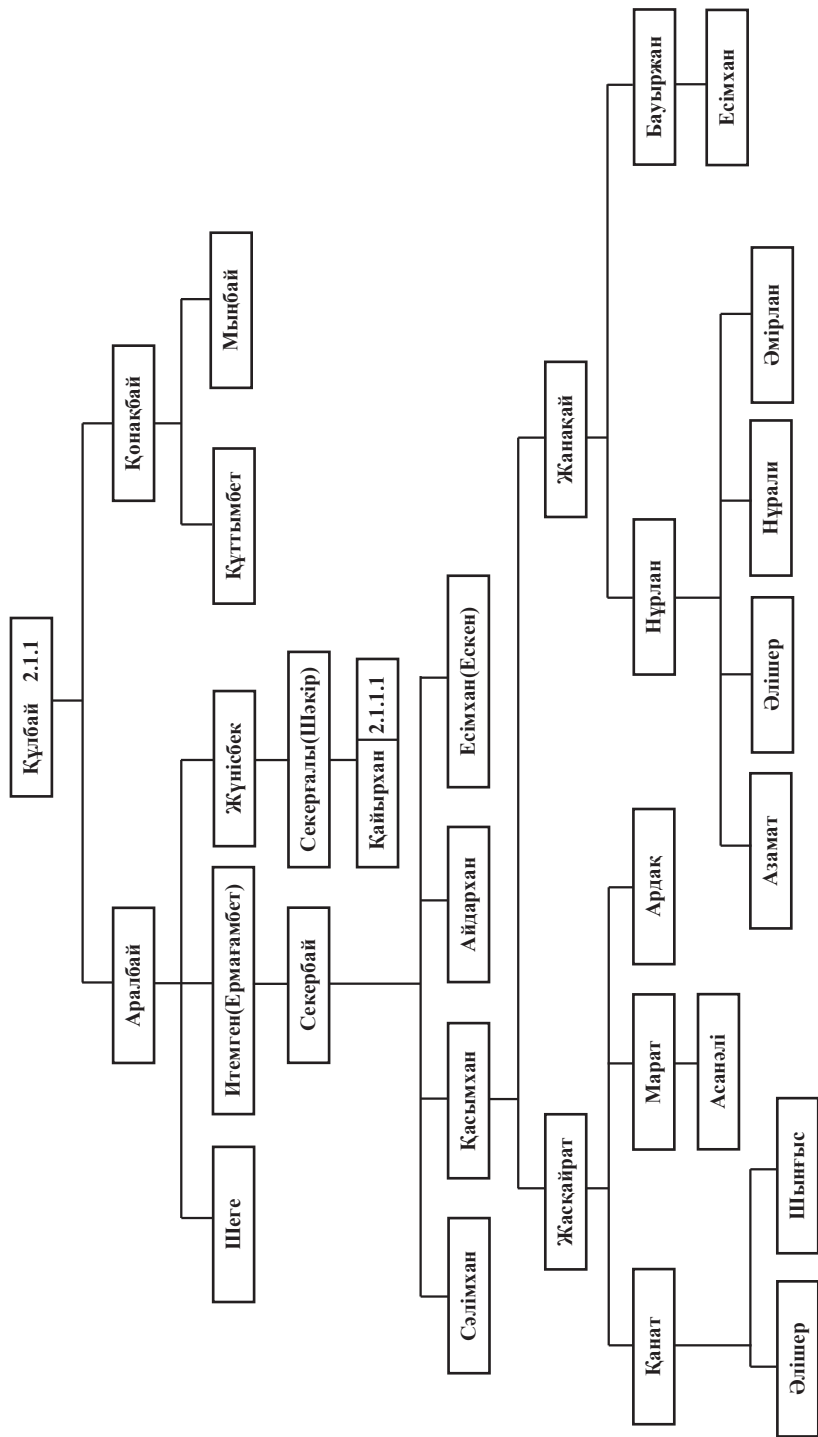 Құлбай 2.1.1
Аралбай
Қонақбай
Шеге
Итемген(Ермағамбет)
Жүнісбек
Құттымбет
Мыңбай
Секербай
Секерғалы(Шәкір)
Қайырхан 2.1.1.1
Сәлімхан
Қасымхан
Айдархан
Есімхан(Ескен)
Жасқайрат
Жанақай
Қанат
Марат
Ардақ
Нұрлан
Бауыржан
Асанәлі
Есімхан
Әлішер
Шынғыс
Азамат
Әлішер
Нұрали
Әмірлан